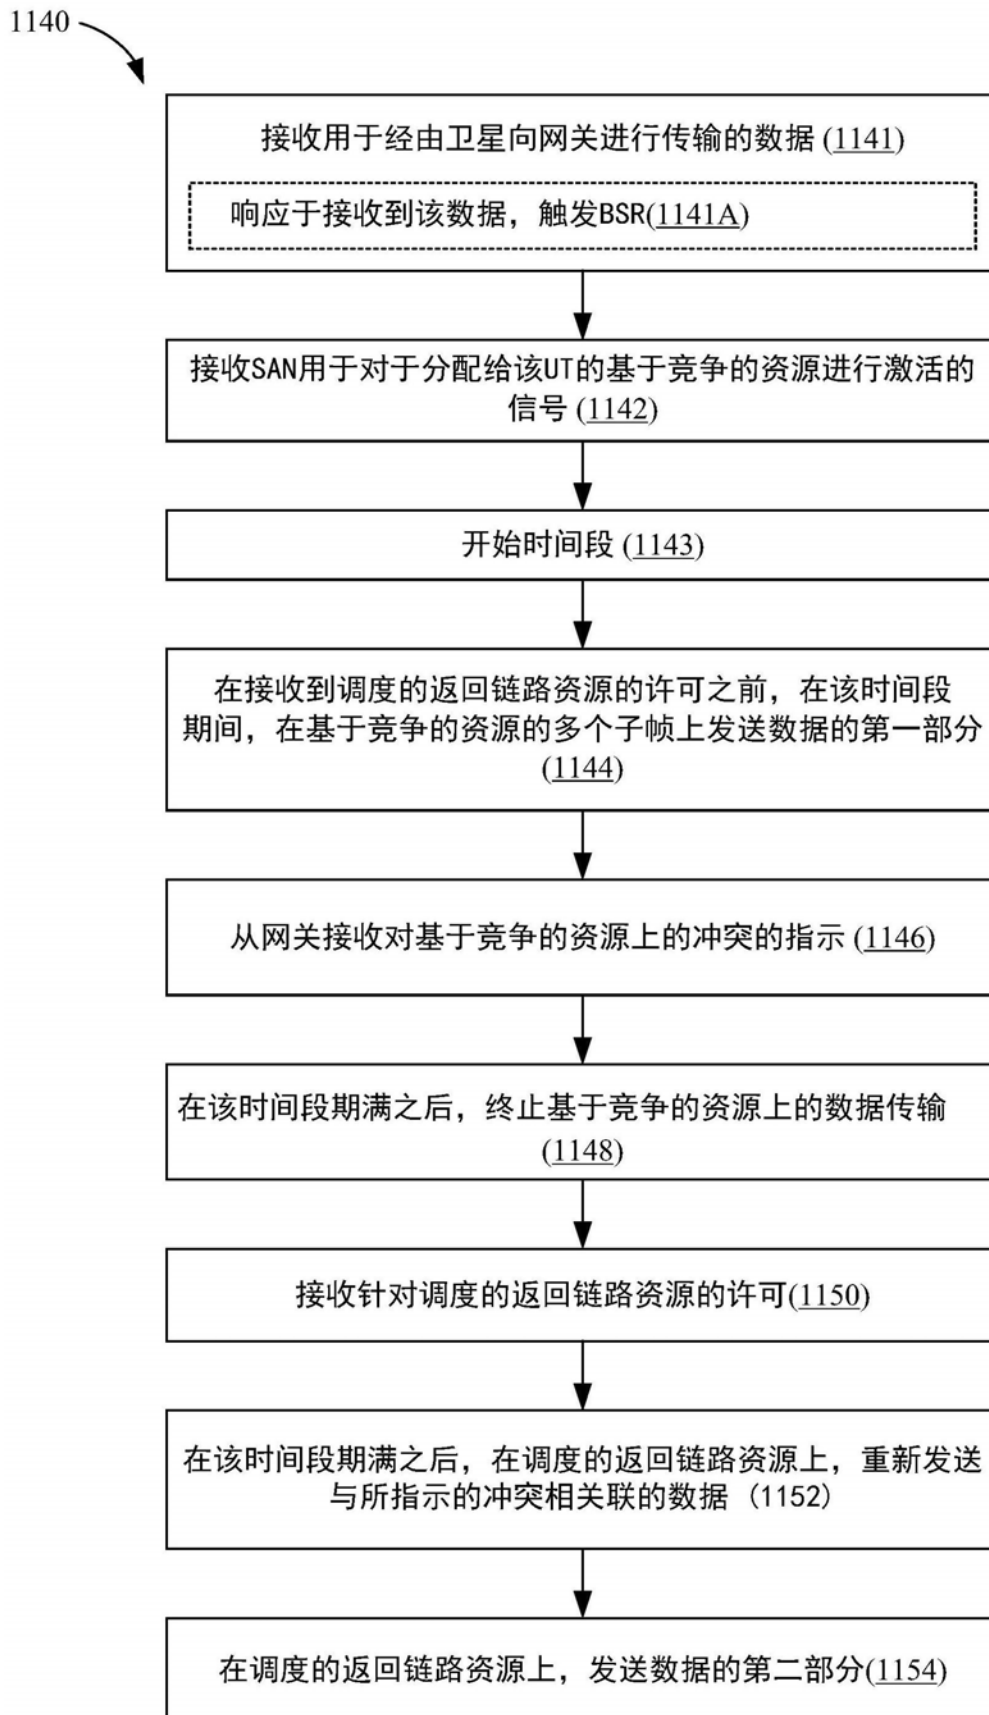 1140
接收用于经由卫星向网关进行传输的数据 (1141)
响应于接收到该数据，触发BSR(1141A)
接收SAN用于对于分配给该UT的基于竞争的资源进行激活的
信号 (1142)
开始时间段 (1143)
在接收到调度的返回链路资源的许可之前，在该时间段
期间，在基于竞争的资源的多个子帧上发送数据的第一部分
(1144)
从网关接收对基于竞争的资源上的冲突的指示 (1146)
在该时间段期满之后，终止基于竞争的资源上的数据传输
(1148)
接收针对调度的返回链路资源的许可(1150)
在该时间段期满之后，在调度的返回链路资源上，重新发送
与所指示的冲突相关联的数据 (1152)
在调度的返回链路资源上，发送数据的第二部分(1154)